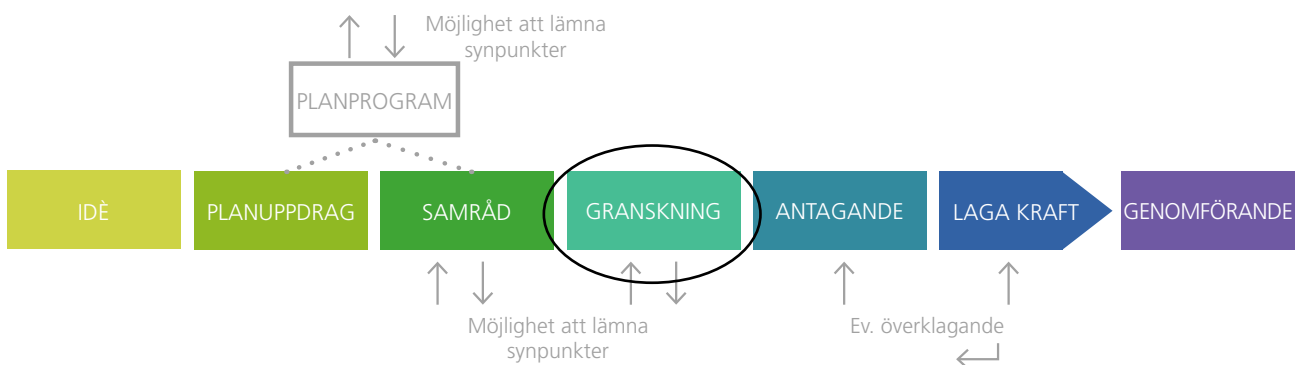 Möjlighet att lämna
synpunkter
PLANPROGRAM
IDÈ
PLANUPPDRAG
SAMRÅD
GRANSKNING
ANTAGANDE
LAGA KRAFT
GENOMFÖRANDE
Möjlighet att lämna
synpunkter
Ev. överklagande